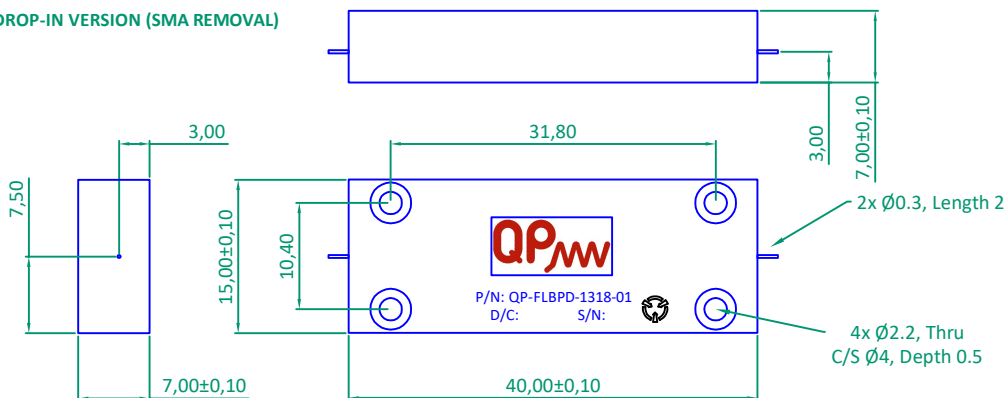 DROP-IN VERSION (SMA REMOVAL)
3,00
7,00±0,10
3,00
31,80
7,50
15,00±0,10
10,40
QP
P/N: QP-FLBPD-1318-01
D/C: S/N:
2x Ø0.3, Length 2
4x Ø2.2, Thru
C/S Ø4, Depth 0.5
7,00±0,10
40,00±0,10